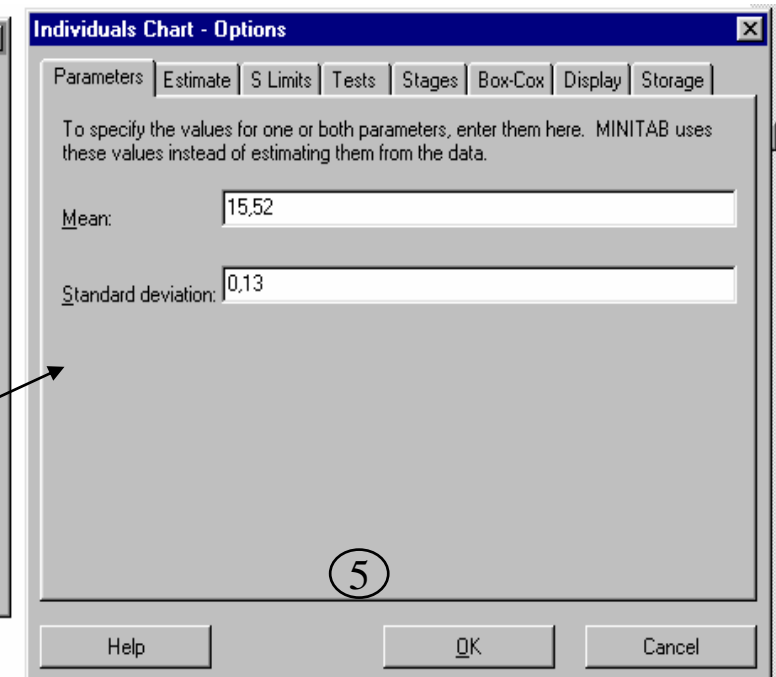 Individuals Chart - Options
Parameters Estimate S Limits Tests Stages Box-Cox Display Storage
To specify the values for one or both parameters, enter them here. MINITAB uses
these values instead of estimating them from the data.
Mean: 15,52
Standard deviation: 0,13
5
Help OK Cancel